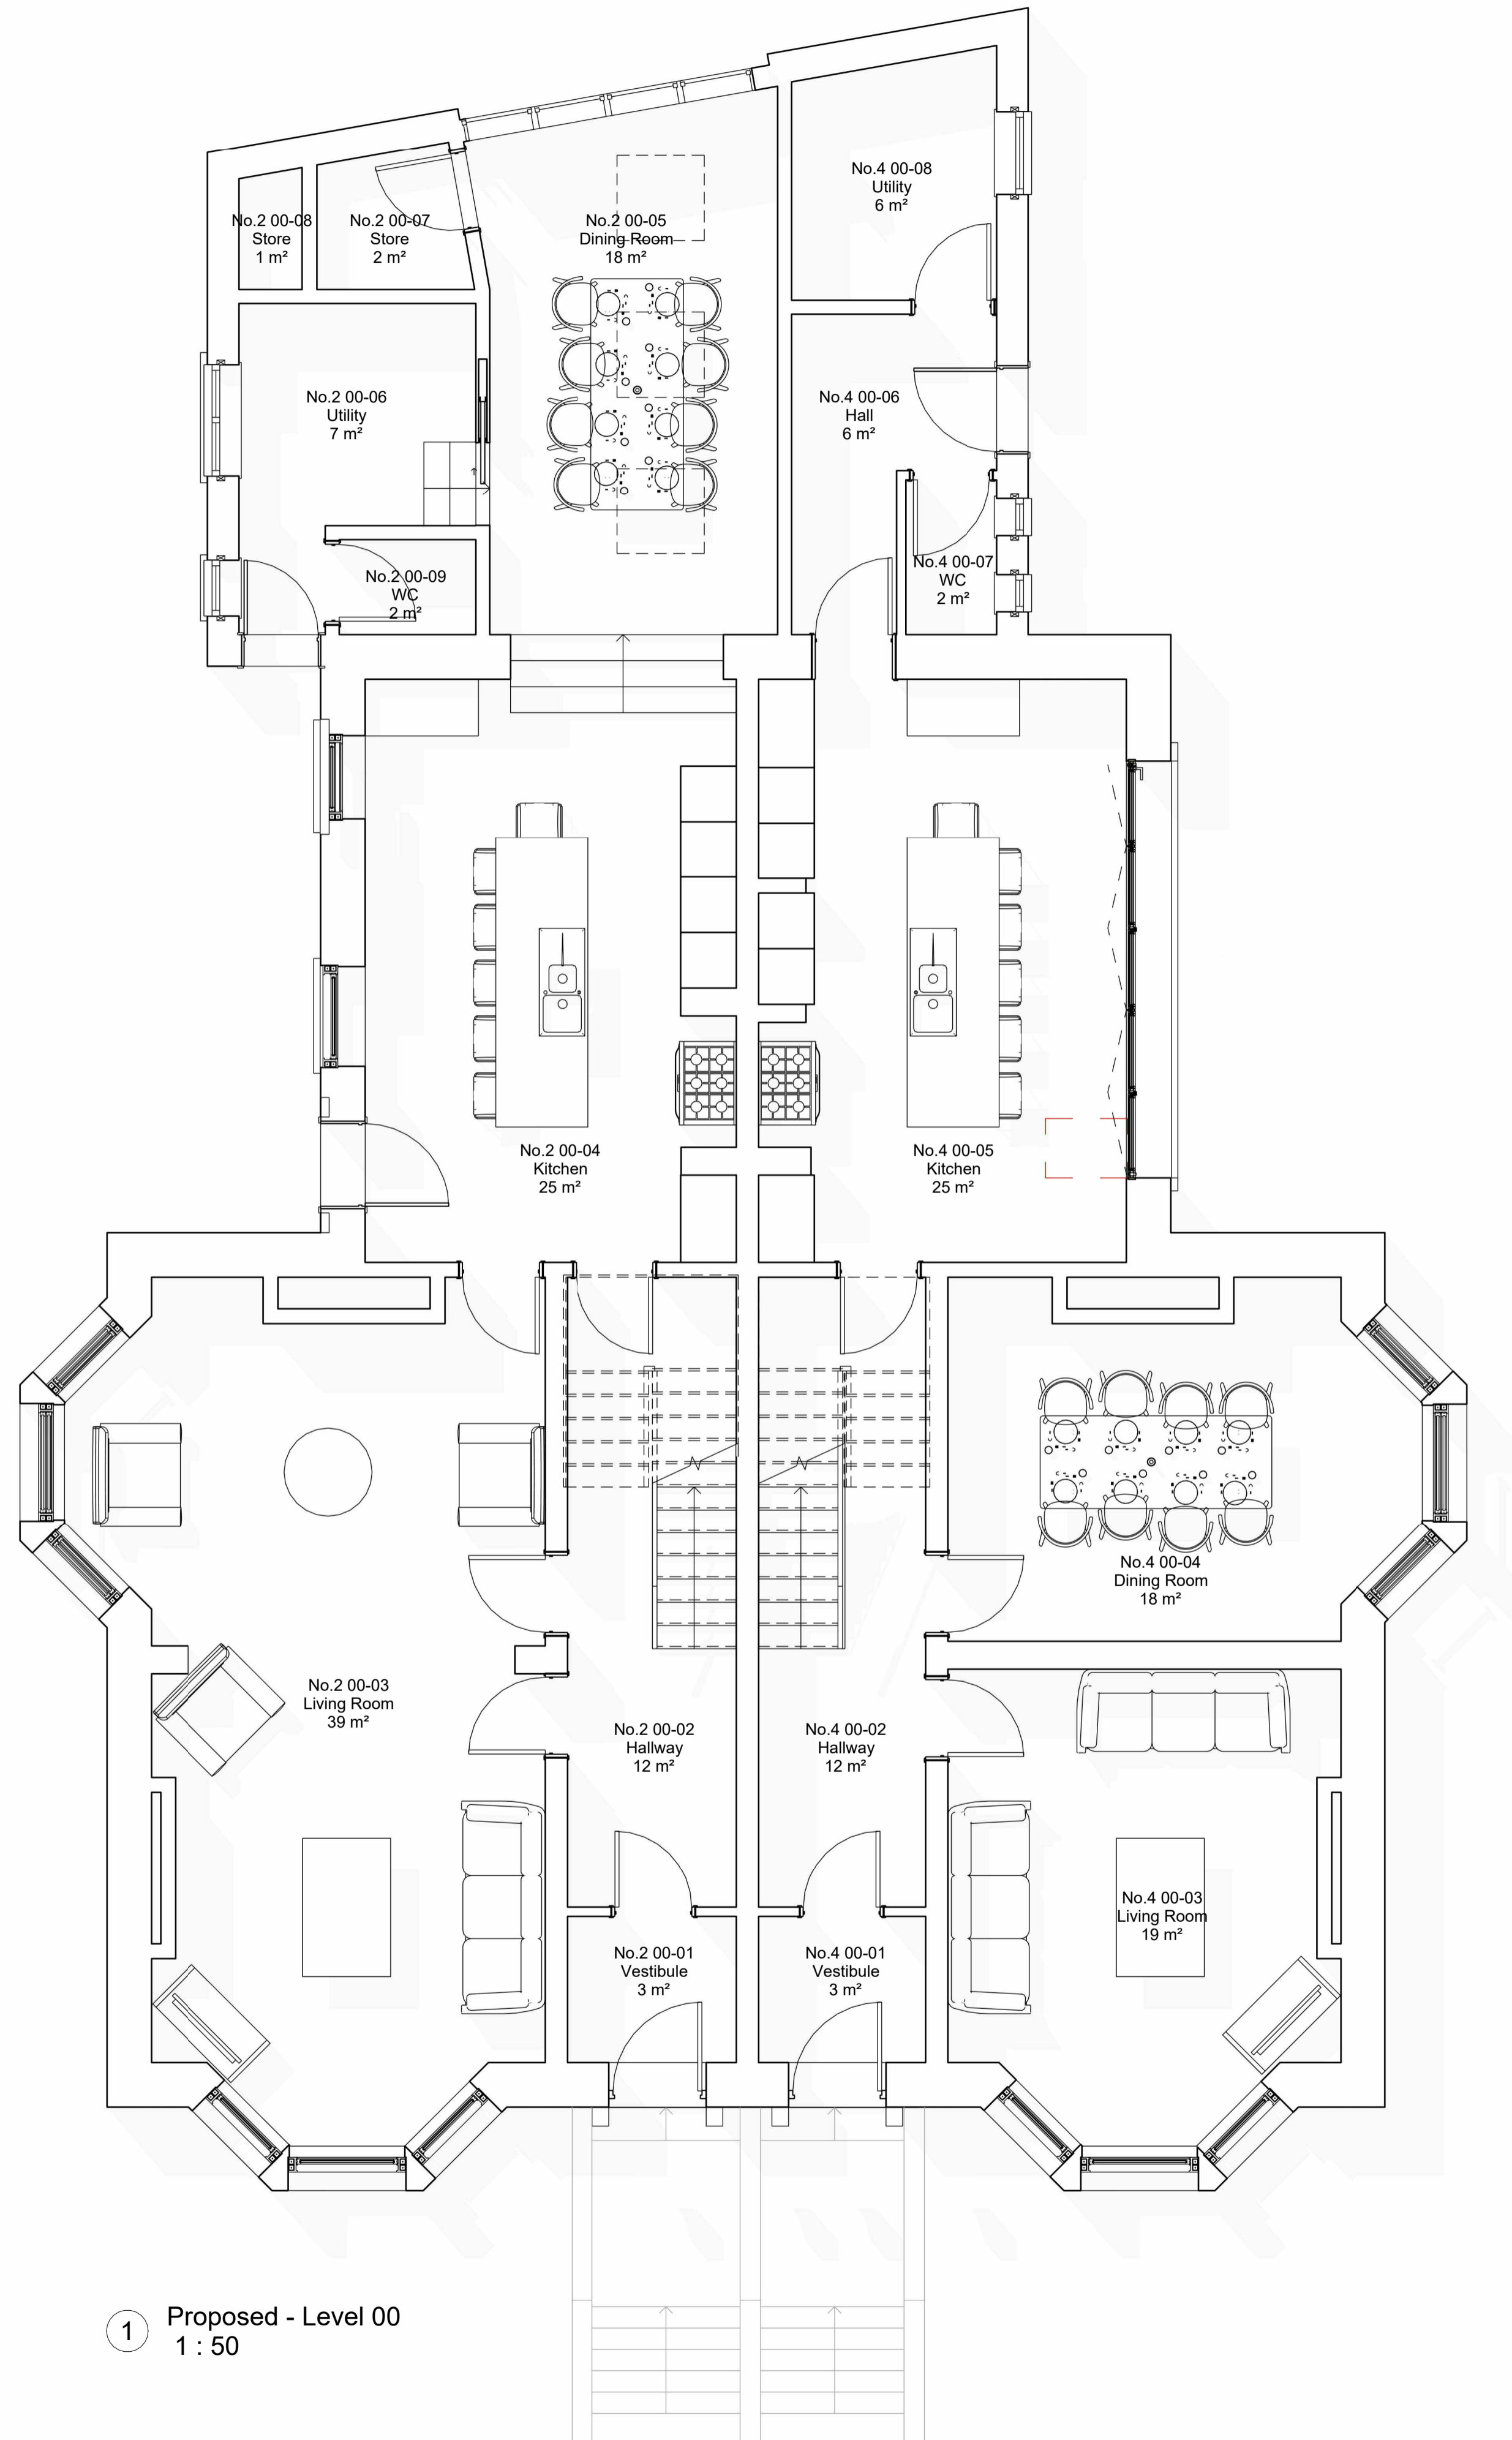 No.4 00-08
Utility
6 m²
No.2 00-08
Store
1 m²
No.2 00-07
Store
2 m²
No.2 00-05
Dining Room
18 m²
No.2 00-06
Utility
7 m²
No.4 00-06
Hall
6 m²
No.2 00-09
WC
2 m²
No.4 00-07
WC
2 m²
No.2 00-04
Kitchen
25 m²
No.4 00-05
Kitchen
25 m²
No.4 00-04
Dining Room
18 m²
No.2 00-03
Living Room
39 m²
No.2 00-02
Hallway
12 m²
No.4 00-02
Hallway
12 m²
No.4 00-03
Living Room
19 m²
No.2 00-01
Vestibule
3 m²
No.4 00-01
Vestibule
3 m²
1
Proposed - Level 00
1 : 50